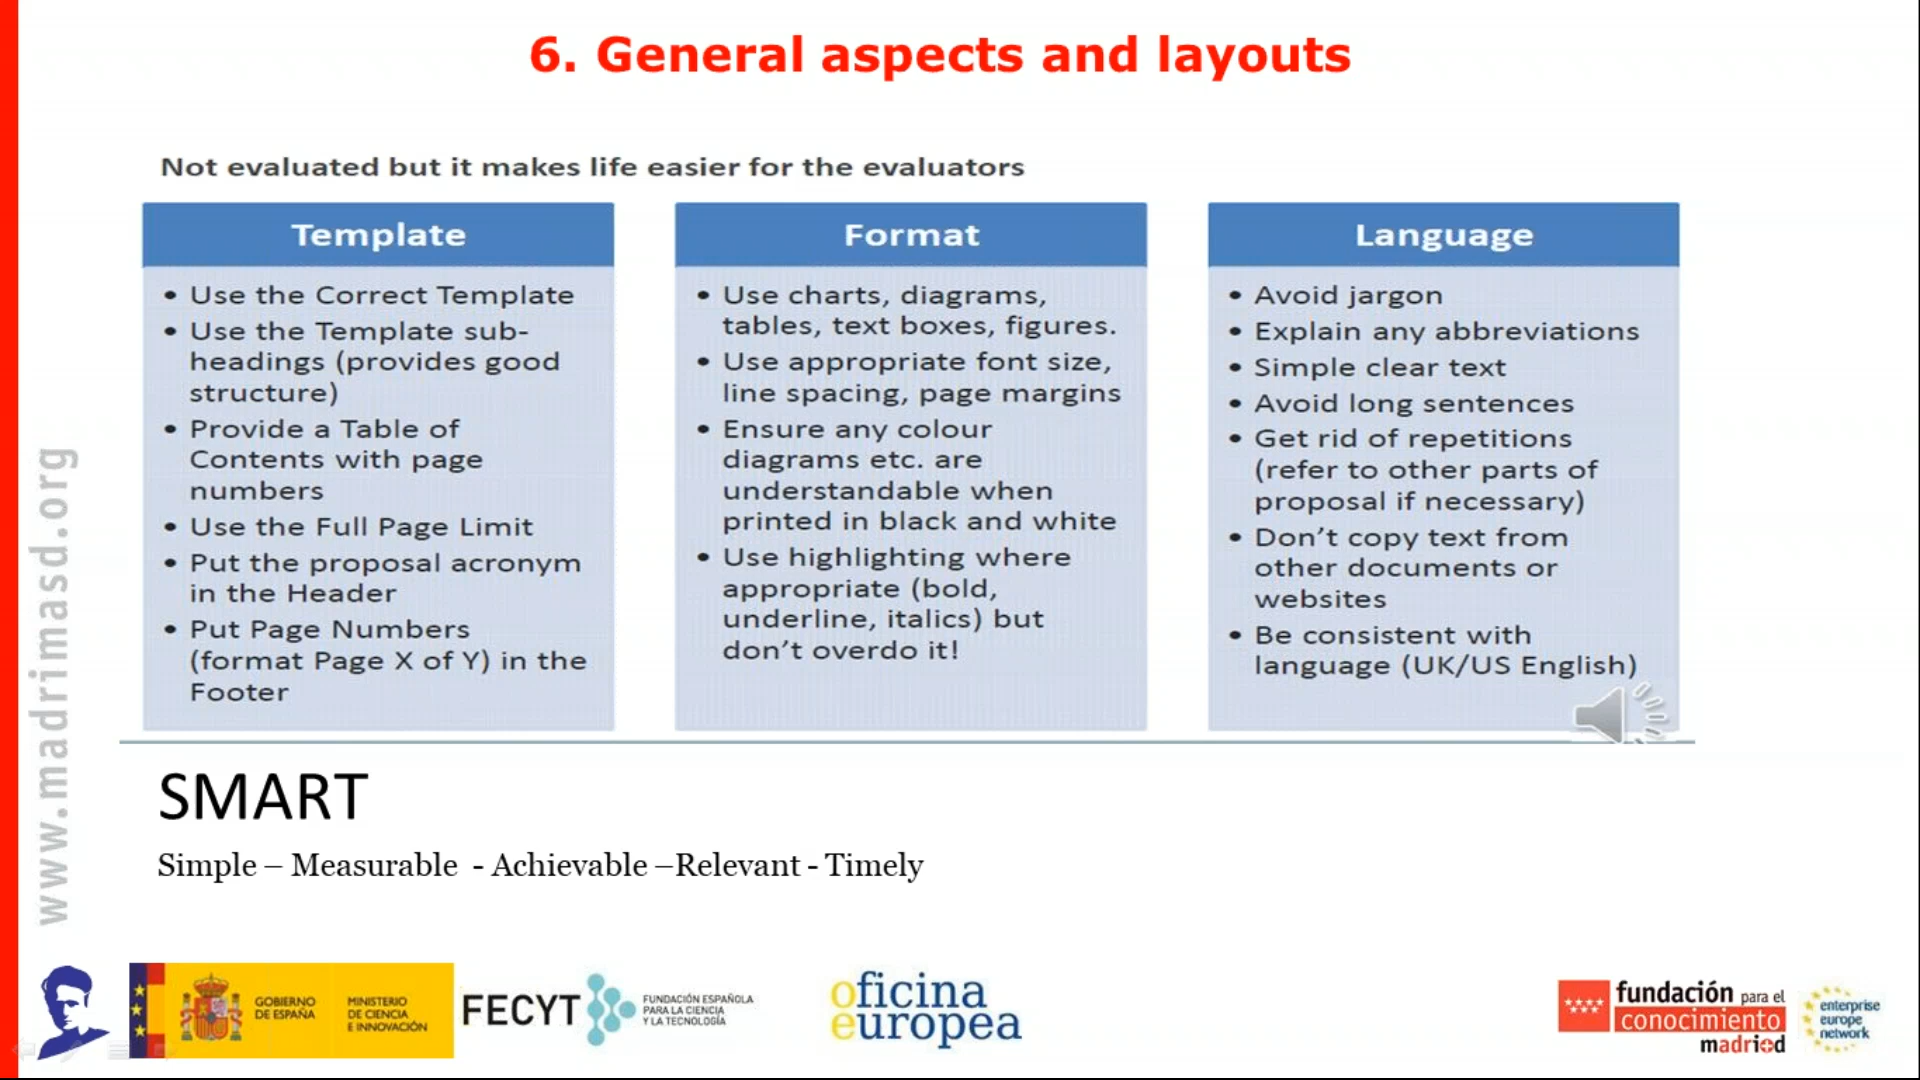 6. General aspects and layouts
Not evaluated but it makes life easier for the evaluators
Template
• Use the Correct Template
• Use the Template sub-
headings (provides good
structure)
• Provide a Table of
Contents with page
numbers
• Use the Full Page Limit
• Put the proposal acronym
in the Header
• Put Page Numbers
(format Page X of Y) in the
Footer
Format
• Use charts, diagrams,
tables, text boxes, figures.
• Use appropriate font size,
line spacing, page margins
• Ensure any colour
diagrams etc. are
understandable when
printed in black and white
• Use highlighting where
appropriate (bold,
underline, italics) but
don’t overdo it!
Language
• Avoid jargon
• Explain any abbreviations
• Simple clear text
• Avoid long sentences
• Get rid of repetitions
(refer to other parts of
proposal if necessary)
• Don’t copy text from
other documents or
websites
• Be consistent with
language (UK/US English)
SMART
Simple – Measurable - Achievable –Relevant - Timely
www.madrimasd.org
GOBIERNO
DE ESPAÑA
MINISTERIO
DE CIENCIA
E INNOVACIÓN
FECYT
FUNDACIÓN ESPAÑOLA
PARA LA CIENCIA
Y LA TECNOLOGÍA
oficina
europea
fundación para el
conocimiento
madri+d
enterprise
europe
network